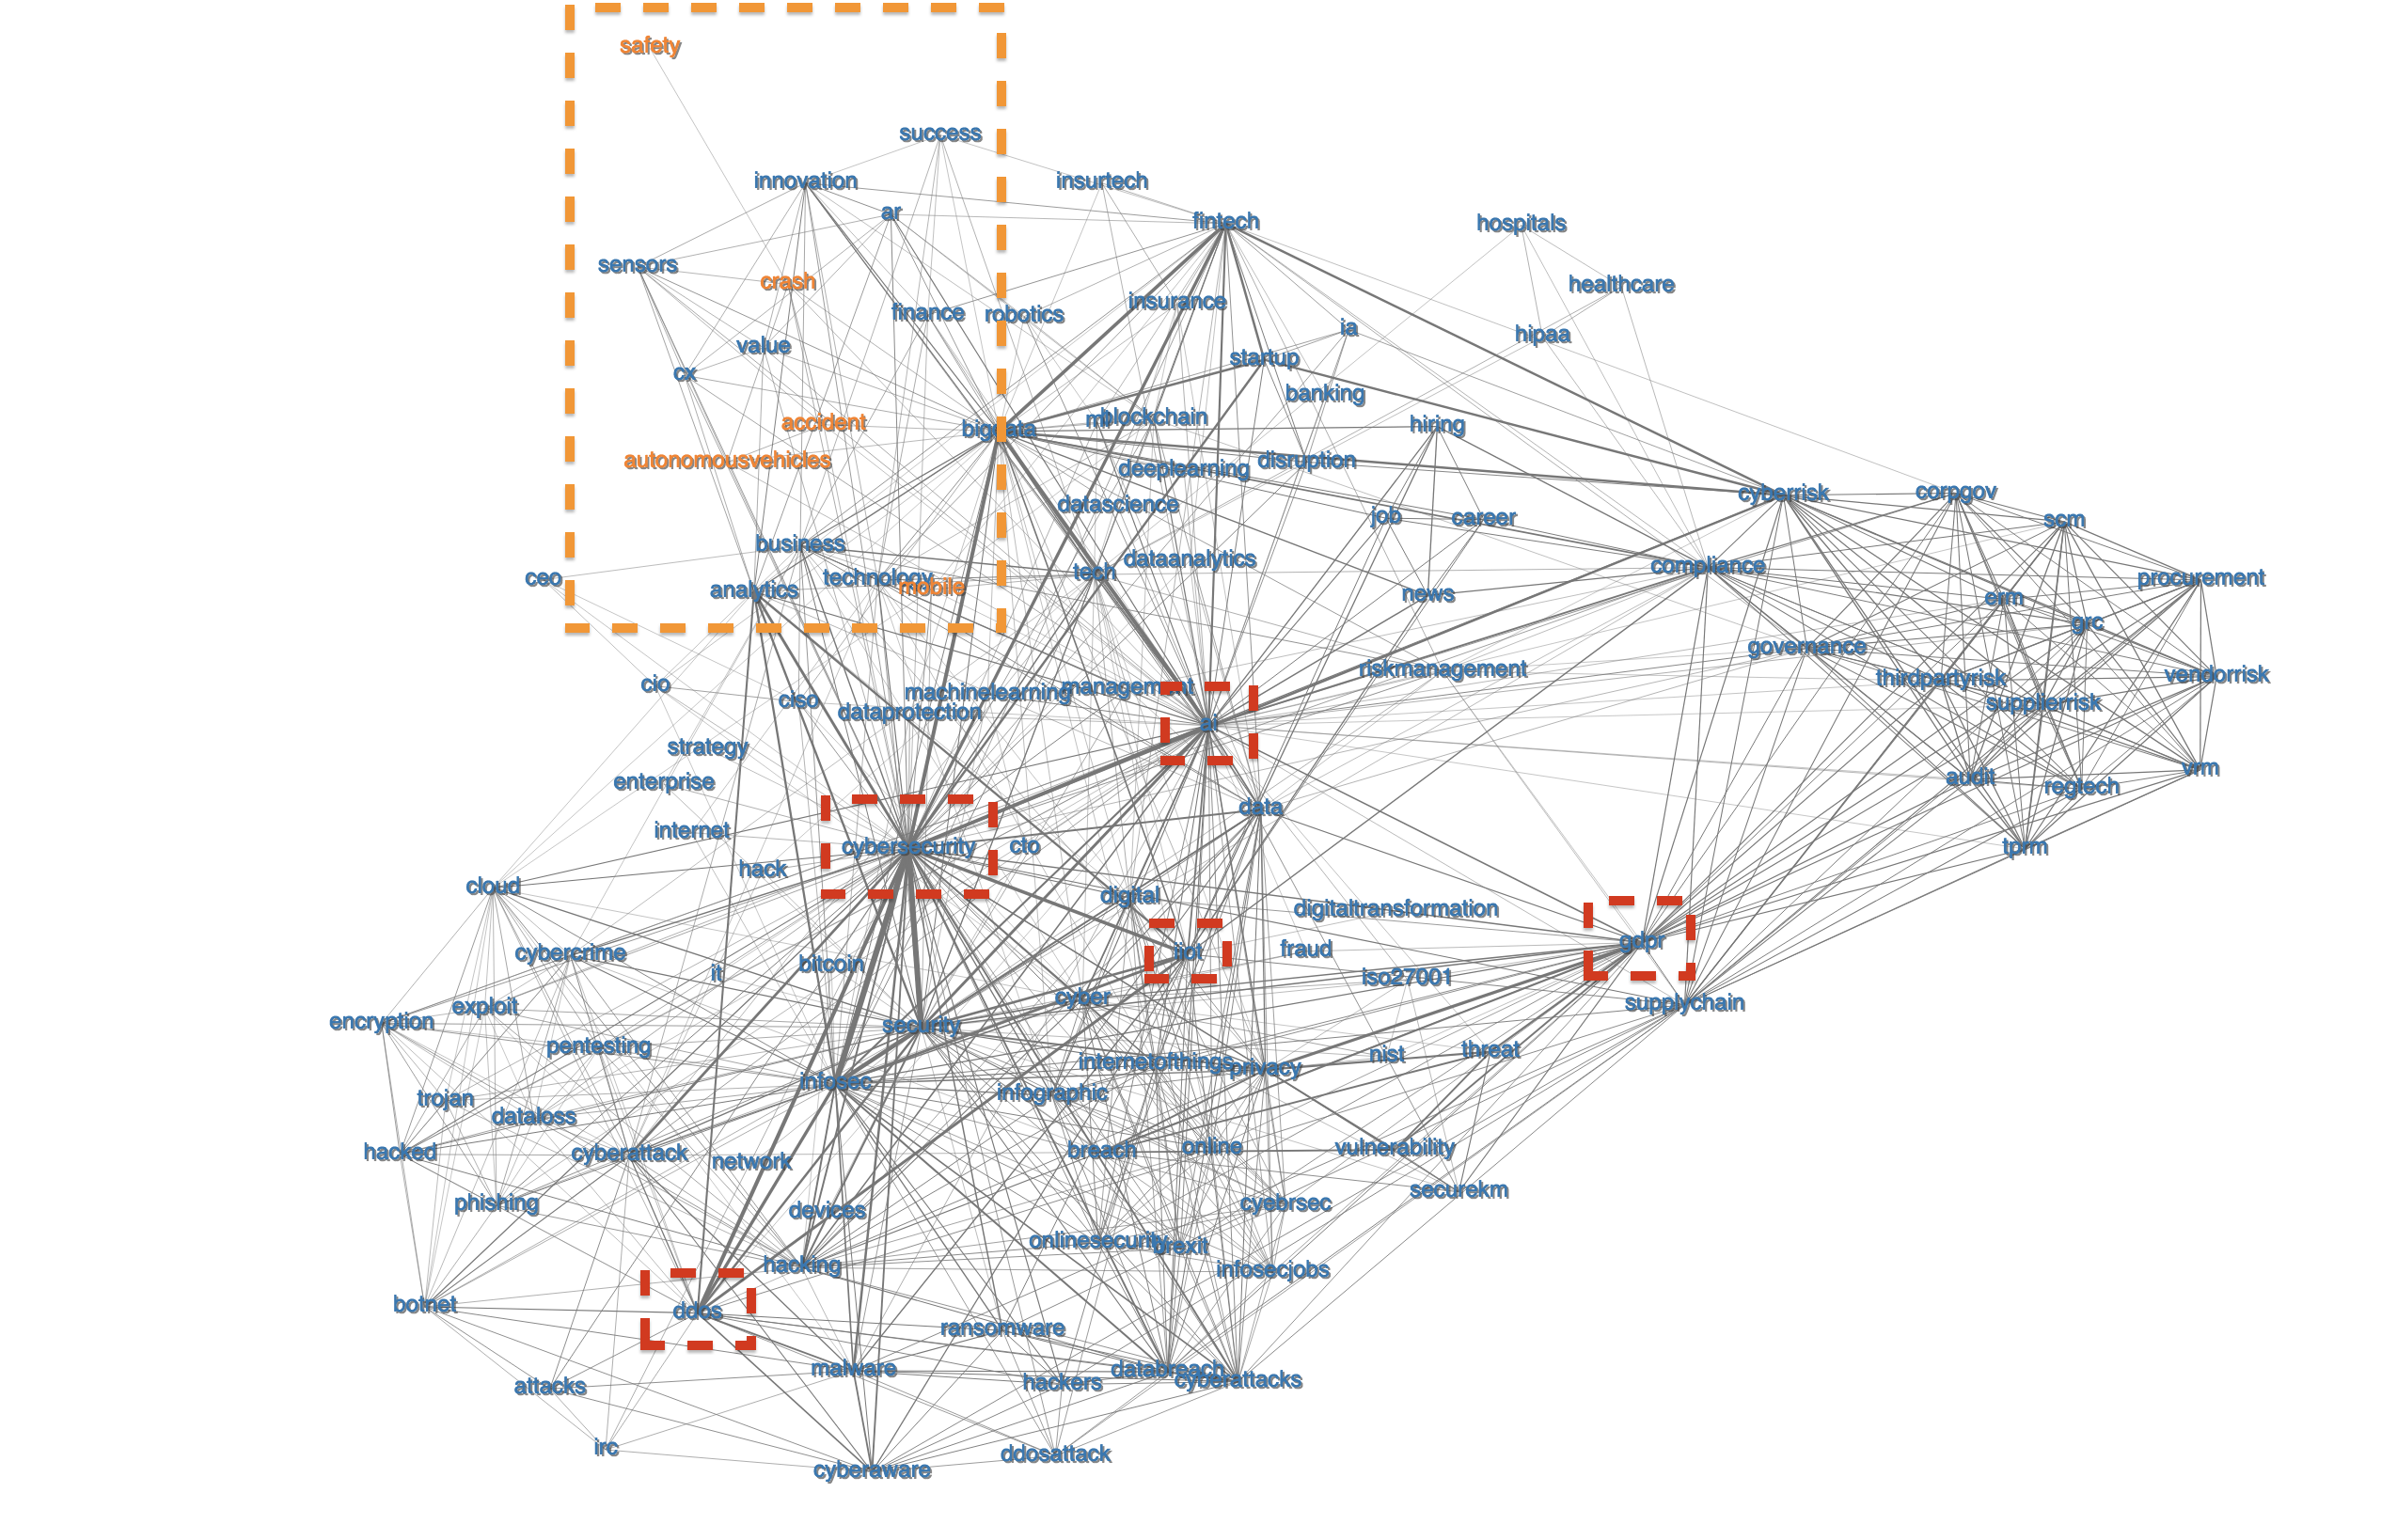 safety
success
innovation
insurtech
ar
fintech
hospitals
sensors
crash
healthcare
finance
robotics
insurance
ia
hipaa
value
startup
cx
banking
accident
blockchain
hiring
bigdata
autonomousvehicles
deeplearning
disruption
cyberrisk
corpgov
datascience
job
career
scm
business
dataanalytics
compliance
ceo
technology
mobile
tech
procurement
analytics
news
erm
grc
governance
riskmanagement
thirdpartyrisk
vendorrisk
cio
ciso
machinelearning
management
supplierrisk
dataprotection
ai
strategy
enterprise
audit
regtech
vrm
data
internet
cybersecurity
cto
tprm
hack
cloud
digital
digitaltransformation
gdpr
cybercrime
bitcoin
iiot
fraud
it
iso27001
exploit
cyber
supplychain
encryption
security
pentesting
internetofthings
privacy
nist
threat
infosec
infographic
trojan
dataloss
hacked
cyberattack
network
breach
online
vulnerability
phishing
devices
cyebrsec
securekm
onlinesecurity
brexit
hacking
infosecjobs
botnet
ddos
ransomware
malware
databreach
attacks
hackers
cyberattacks
irc
ddosattack
cyberaware